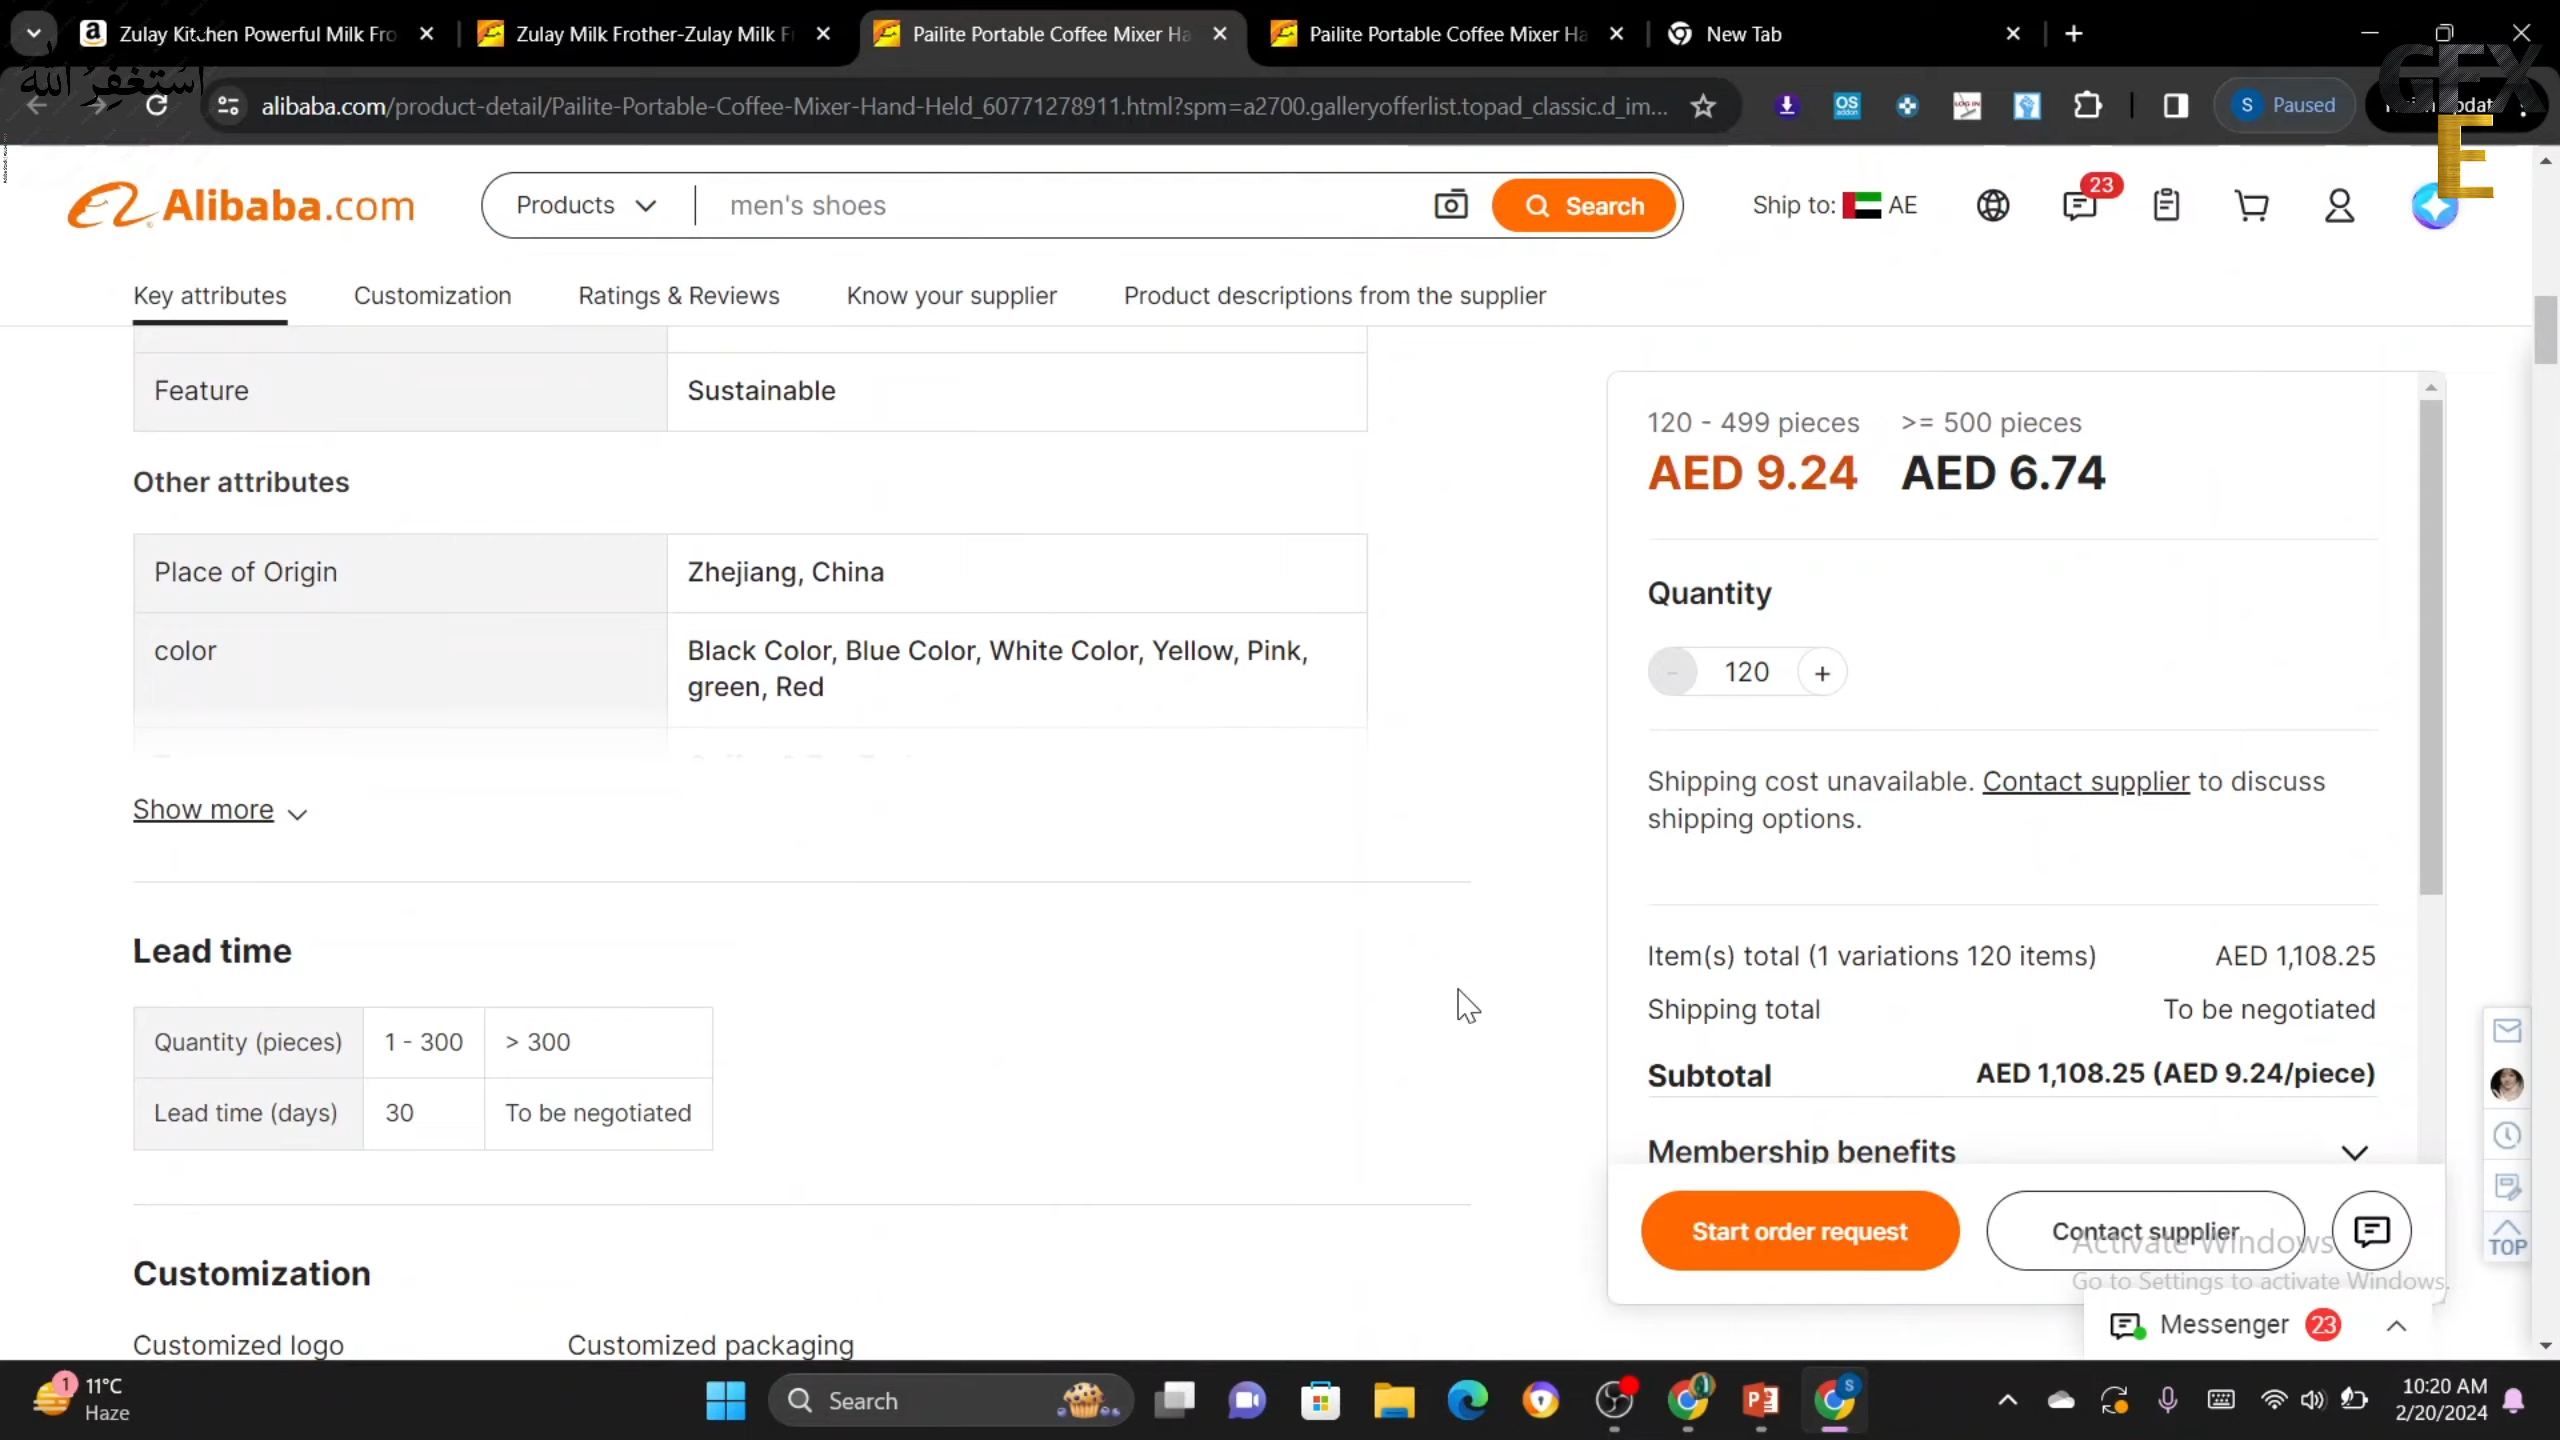 Zulay Kitchen Powerful Milk Fro
Zulay Milk Frother-Zulay Milk F
Pailite Portable Coffee Mixer Ha
Pailite Portable Coffee Mixer Ha
New Tab
أستغفر الله
alibaba.com/product-detail/Pailite-Portable-Coffee-Mixer-Hand-Held_60771278911.html?spm=a2700.galleryofferlist.topad_classic.d_im...
OS
addon
LOG IN
S Paused
GFX
E
Alibaba.com
Products
men's shoes
Search
Ship to: AE
23
Key attributes
Customization
Ratings & Reviews
Know your supplier
Product descriptions from the supplier
Feature Sustainable
Other attributes
Place of Origin Zhejiang, China
color Black Color, Blue Color, White Color, Yellow, Pink,
green, Red
Show more
Lead time
Quantity (pieces) 1 - 300 > 300
Lead time (days) 30 To be negotiated
Customization
Customized logo Customized packaging
120 - 499 pieces >= 500 pieces
AED 9.24 AED 6.74
Quantity
- 120 +
Shipping cost unavailable. Contact supplier to discuss
shipping options.
Item(s) total (1 variations 120 items) AED 1,108.25
Shipping total To be negotiated
Subtotal AED 1,108.25 (AED 9.24/piece)
Membership benefits
Start order request
Contact supplier
Activate Windows
Go to Settings to activate Windows.
TOP
Messenger 23
1
11°C
Haze
Search
S
10:20 AM
2/20/2024